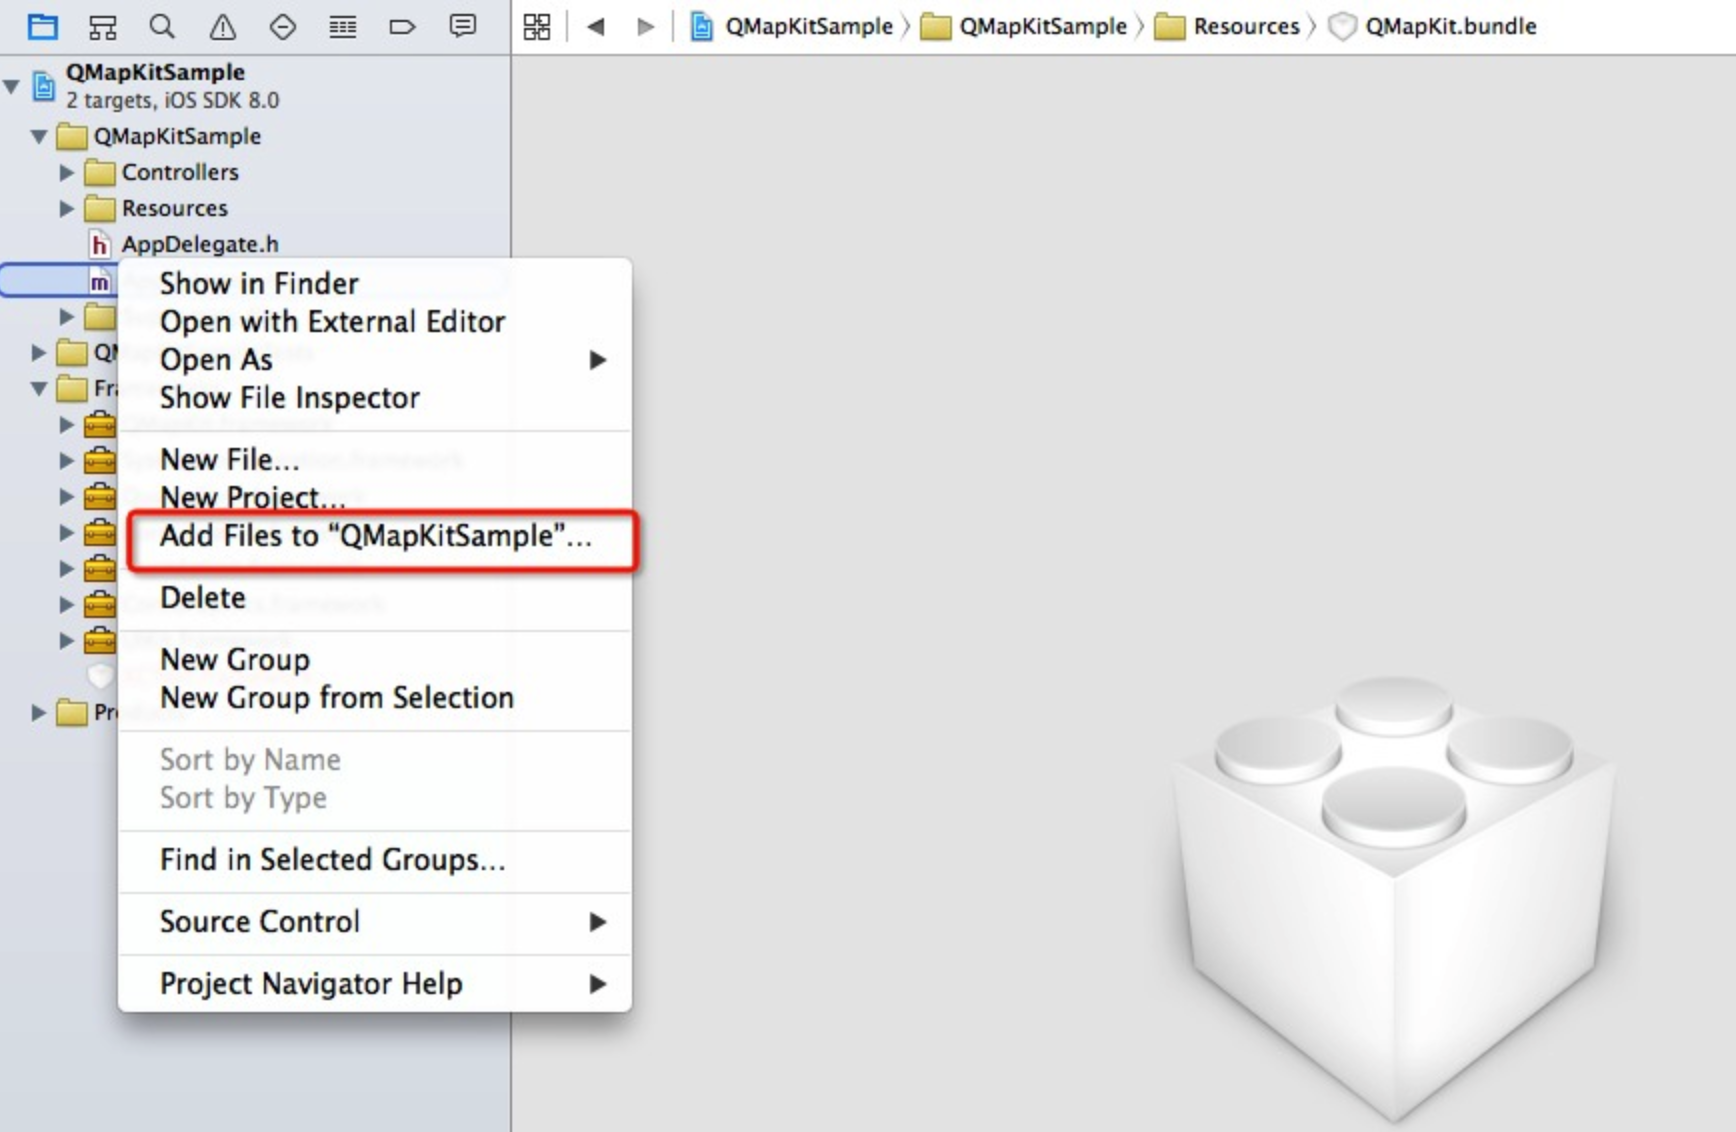 QMapKitSample
QMapKitSample
Resources
QMapKit.bundle
QMapKitSample
2 targets, iOS SDK 8.0
QMapKitSample
Controllers
Resources
h AppDelegate.h
m
Show in Finder
Open with External Editor
Open As
Show File Inspector
New File...
New Project...
Add Files to “QMapKitSample”...
Delete
New Group
New Group from Selection
Sort by Name
Sort by Type
Find in Selected Groups...
Source Control
Project Navigator Help